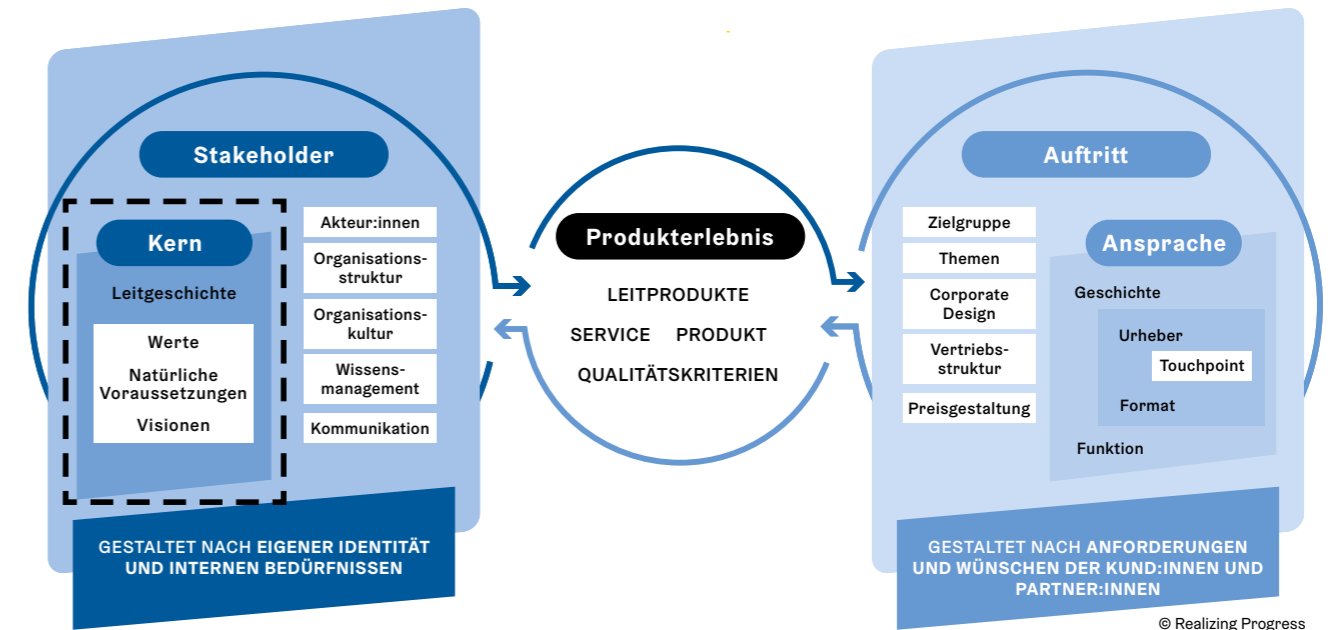 Stakeholder
Kern
Leitgeschichte
Werte
Natürliche
Voraussetzungen
Visionen
Akteur:innen
Organisations-
struktur
Organisations-
kultur
Wissens-
management
Kommunikation
GESTALTET NACH EIGENER IDENTITÄT
UND INTERNEN BEDÜRFNISSEN
Produkterlebnis
LEITPRODUKTE
SERVICE PRODUKT
QUALITÄTSKRITERIEN
Auftritt
Zielgruppe
Themen
Corporate
Design
Vertriebs-
struktur
Preisgestaltung
Ansprache
Geschichte
Urheber
Touchpoint
Format
Funktion
GESTALTET NACH ANFORDERUNGEN
UND WÜNSCHEN DER KUND:INNEN UND
PARTNER:INNEN
© Realizing Progress